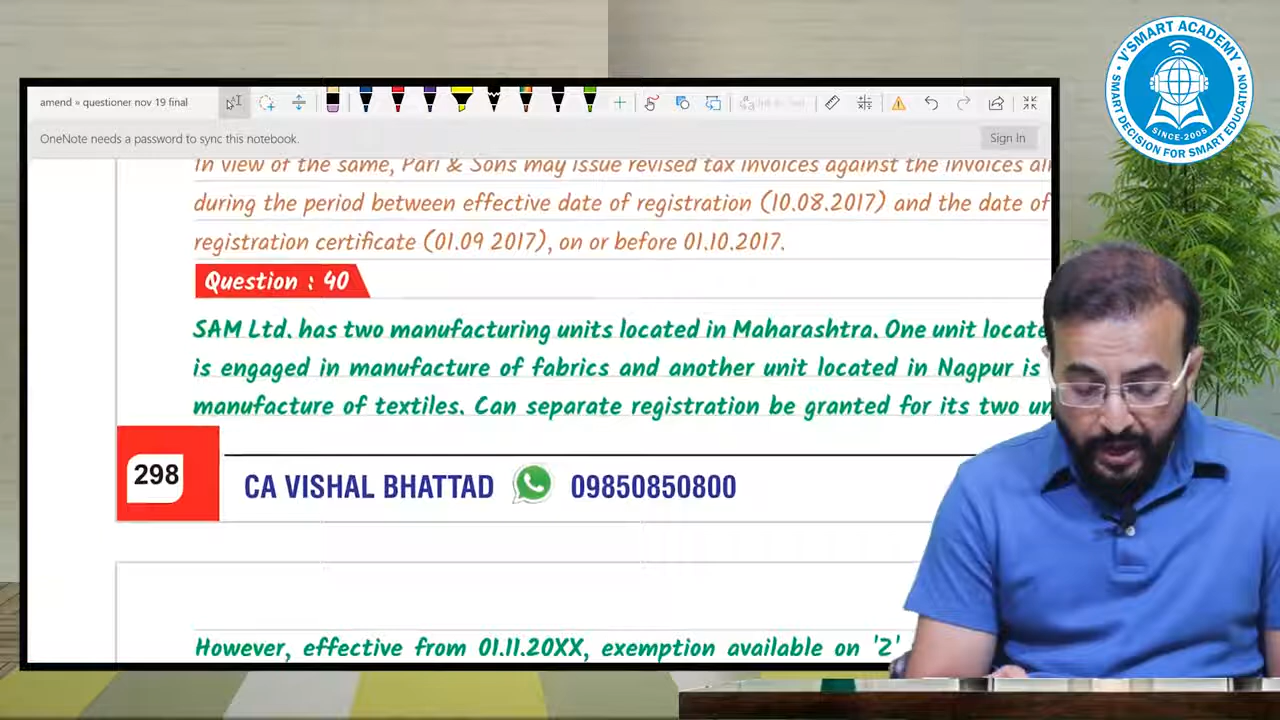 V'SMART ACADEMY
SMART DECISION FOR SMART EDUCATION
SINCE-2005
amend » questioner nov 19 final
OneNote needs a password to sync this notebook.
Sign In
In view of the same, Pari & Sons may issue revised tax invoices against the invoices
during the period between effective date of registration (10.08.2017) and the date of
registration certificate (01.09 2017), on or before 01.10.2017.
Question : 40
SAM Ltd. has two manufacturing units located in Maharashtra. One unit
is engaged in manufacture of fabrics and another unit located in Nagpur is
manufacture of textiles. Can separate registration be granted for its two
298
CA VISHAL BHATTAD
09850850800
However, effective from 01.11.20XX, exemption available on 'Z'